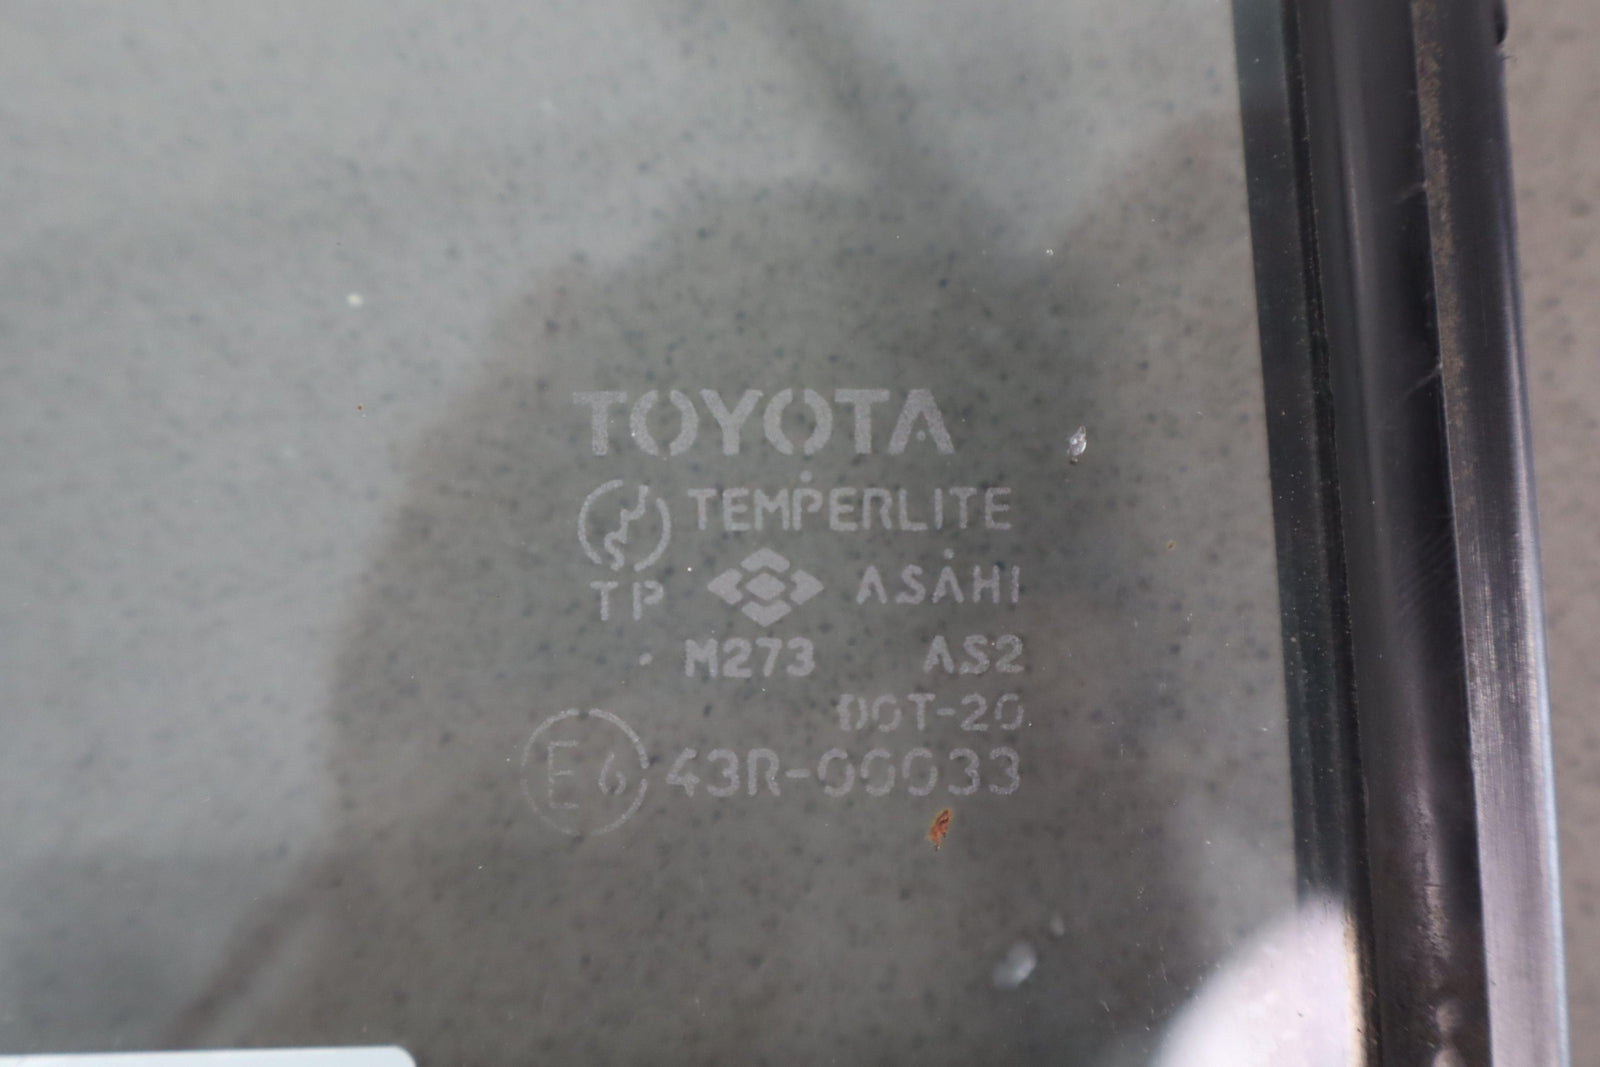 TOYOTA
TEMPERLITE
TP ASAHI
M273 AS2
DOT-20
E6 43R-00033